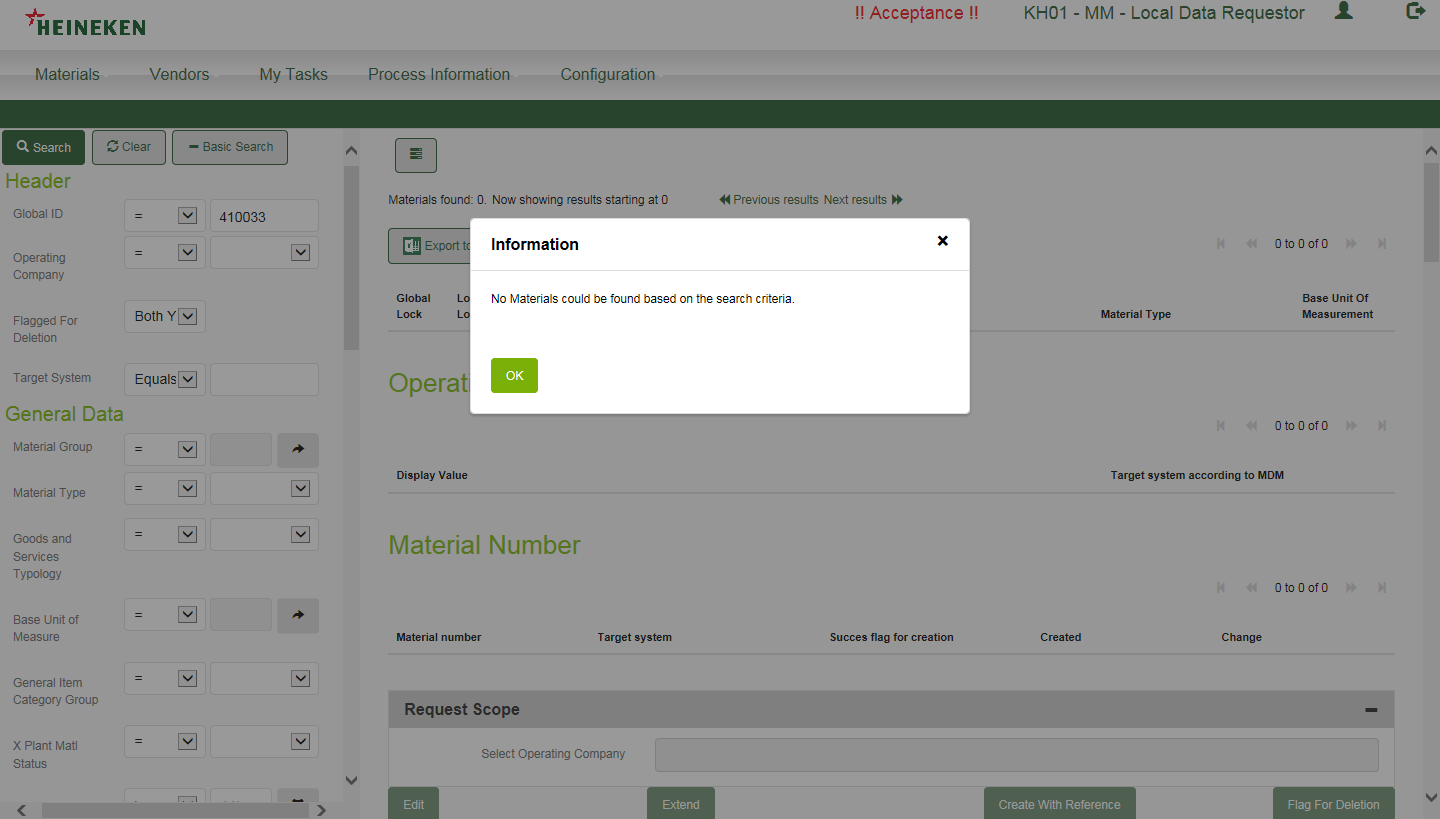 HEINEKEN
!! Acceptance !!
KH01 - MM - Local Data Requestor
Materials
Vendors
My Tasks
Process Information
Configuration
Search
Clear
Basic Search
Header
Global ID
=
410033
Operating
Company
=
Flagged For
Deletion
Both Y
Target System
Equals
General Data
Material Group
=
Material Type
=
Goods and
Services
Typology
=
Base Unit of
Measure
=
General Item
Category Group
=
X Plant Matl
Status
=
Materials found: 0. Now showing results starting at 0
Previous results Next results
Export to
0 to 0 of 0
Global
Lock
Lo
Lo
Material Type
Base Unit Of
Measurement
Information
No Materials could be found based on the search criteria.
OK
Operati
0 to 0 of 0
Display Value
Target system according to MDM
Material Number
0 to 0 of 0
Material number
Target system
Succes flag for creation
Created
Change
Request Scope
Select Operating Company
Edit
Extend
Create With Reference
Flag For Deletion